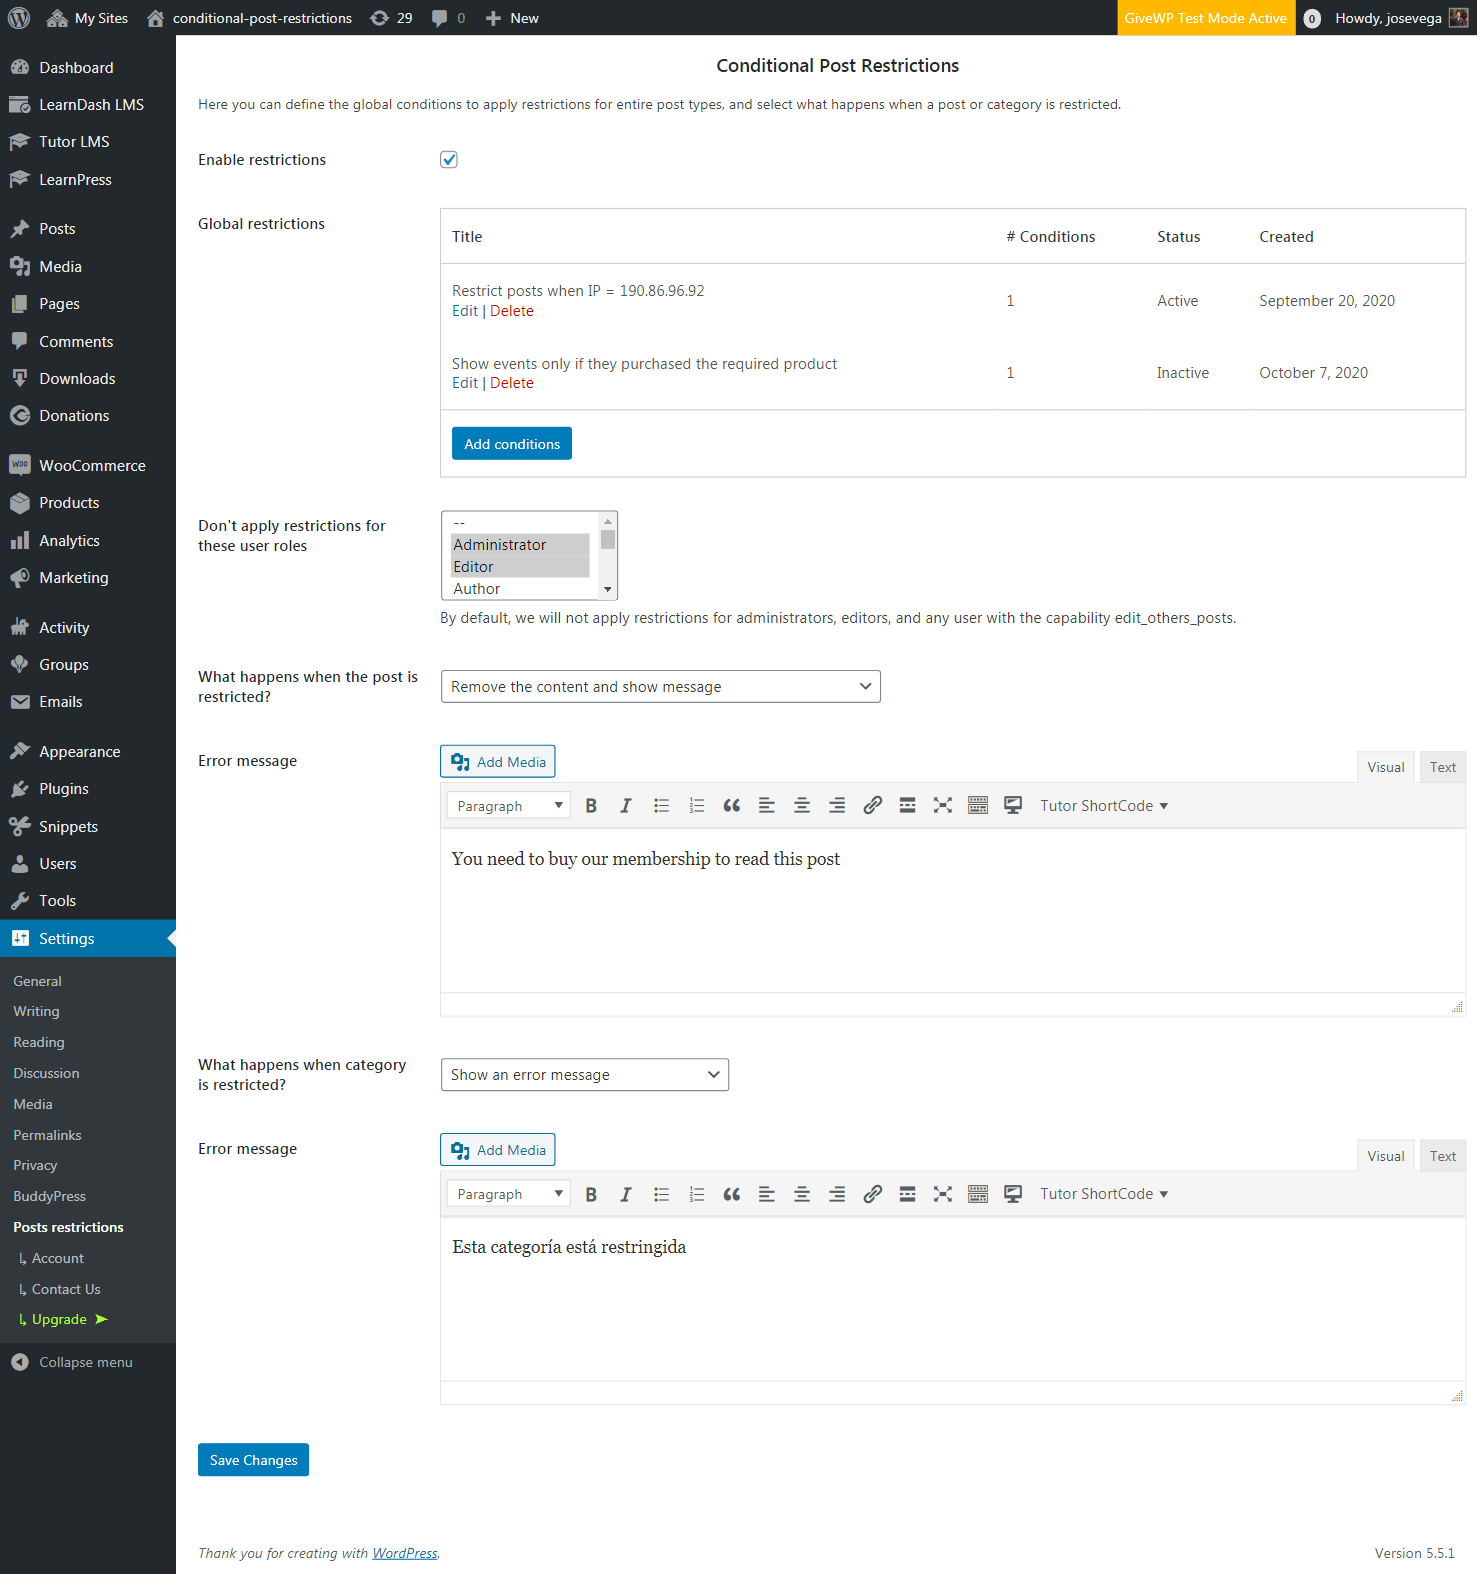 My Sites
conditional-post-restrictions
29
0
New
GiveWP Test Mode Active
0
Howdy, josevega
Dashboard
LearnDash LMS
Tutor LMS
LearnPress
Posts
Media
Pages
Comments
Downloads
Donations
WooCommerce
Products
Analytics
Marketing
Activity
Groups
Emails
Appearance
Plugins
Snippets
Users
Tools
Settings
General
Writing
Reading
Discussion
Media
Permalinks
Privacy
BuddyPress
Posts restrictions
↳ Account
↳ Contact Us
↳ Upgrade ➤
Collapse menu
Conditional Post Restrictions
Here you can define the global conditions to apply restrictions for entire post types, and select what happens when a post or category is restricted.
Enable restrictions
Global restrictions
Title # Conditions Status Created
Restrict posts when IP = 190.86.96.92
Edit | Delete
1 Active September 20, 2020
Show events only if they purchased the required product
Edit | Delete
1 Inactive October 7, 2020
Add conditions
Don't apply restrictions for
these user roles
--
Administrator
Editor
Author
By default, we will not apply restrictions for administrators, editors, and any user with the capability edit_others_posts.
What happens when the post is
restricted?
Remove the content and show message
Error message
Add Media
Visual Text
Paragraph B I Tutor ShortCode
You need to buy our membership to read this post
What happens when category
is restricted?
Show an error message
Error message
Add Media
Visual Text
Paragraph B I Tutor ShortCode
Esta categoría está restringida
Save Changes
Thank you for creating with WordPress.
Version 5.5.1